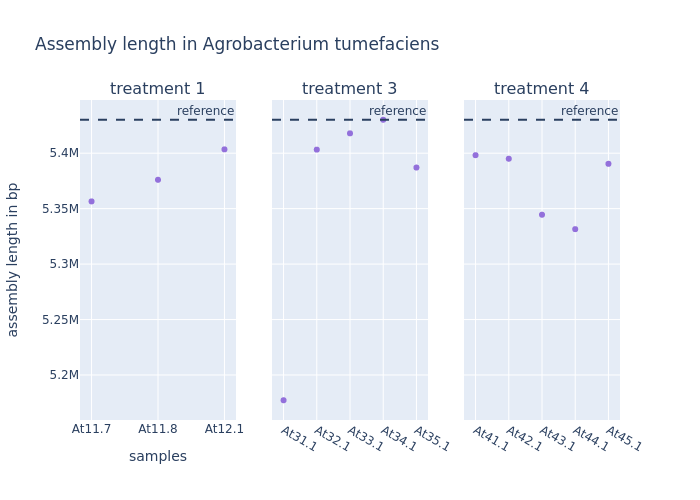 Assembly length in Agrobacterium tumefaciens
treatment 1
treatment 3
treatment 4
reference
reference
reference
5.4M
5.35M
5.3M
5.25M
5.2M
assembly length in bp
At11.7
At11.8
At12.1
At31.1
At32.1
At33.1
At34.1
At35.1
At41.1
At42.1
At43.1
At44.1
At45.1
samples